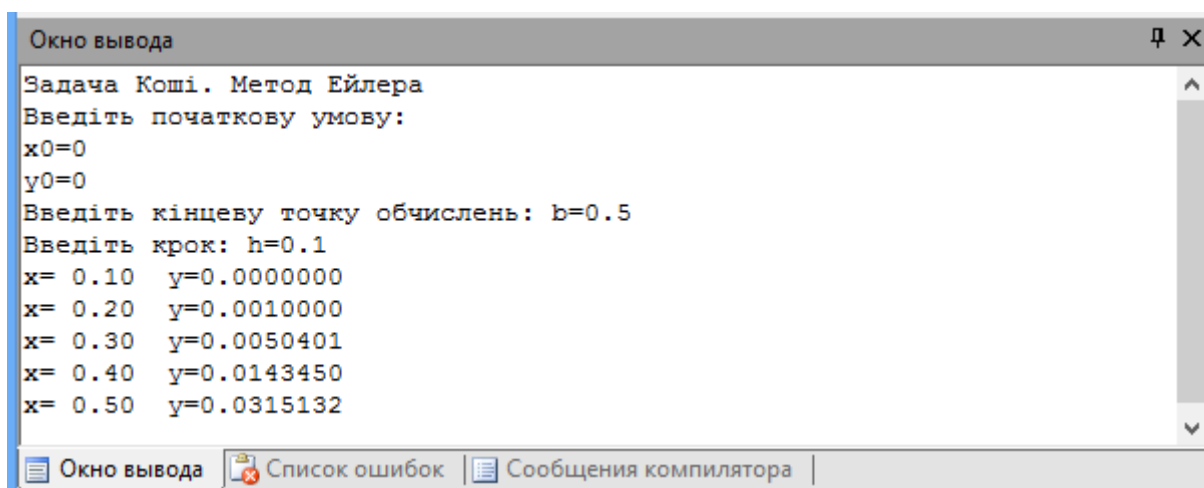 Окно вывода
Задача Коші. Метод Ейлера
Введіть початкову умову:
x0=0
y0=0
Введіть кінцеву точку обчислень: b=0.5
Введіть крок: h=0.1
x= 0.10  y=0.0000000
x= 0.20  y=0.0010000
x= 0.30  y=0.0050401
x= 0.40  y=0.0143450
x= 0.50  y=0.0315132
Окно вывода Список ошибок Сообщения компилятора